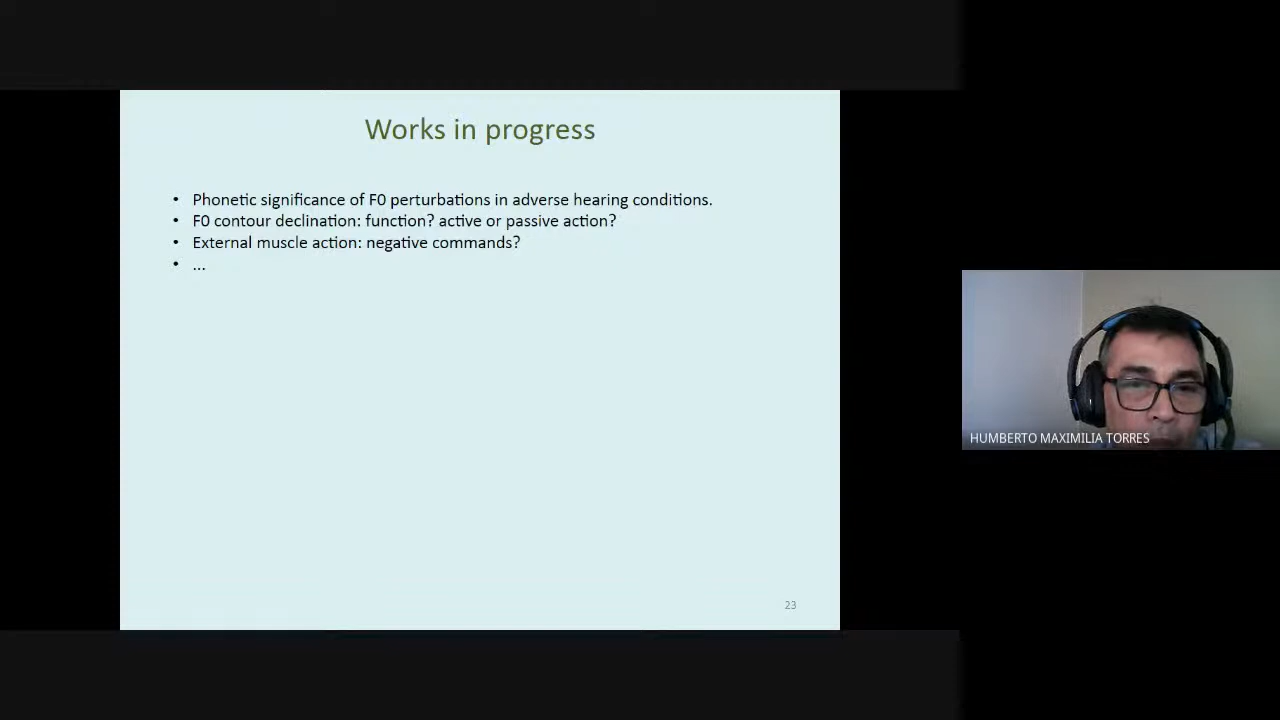 Works in progress
• Phonetic significance of F0 perturbations in adverse hearing conditions.
• F0 contour declination: function? active or passive action?
• External muscle action: negative commands?
• ...
HUMBERTO MAXIMILIA TORRES
23